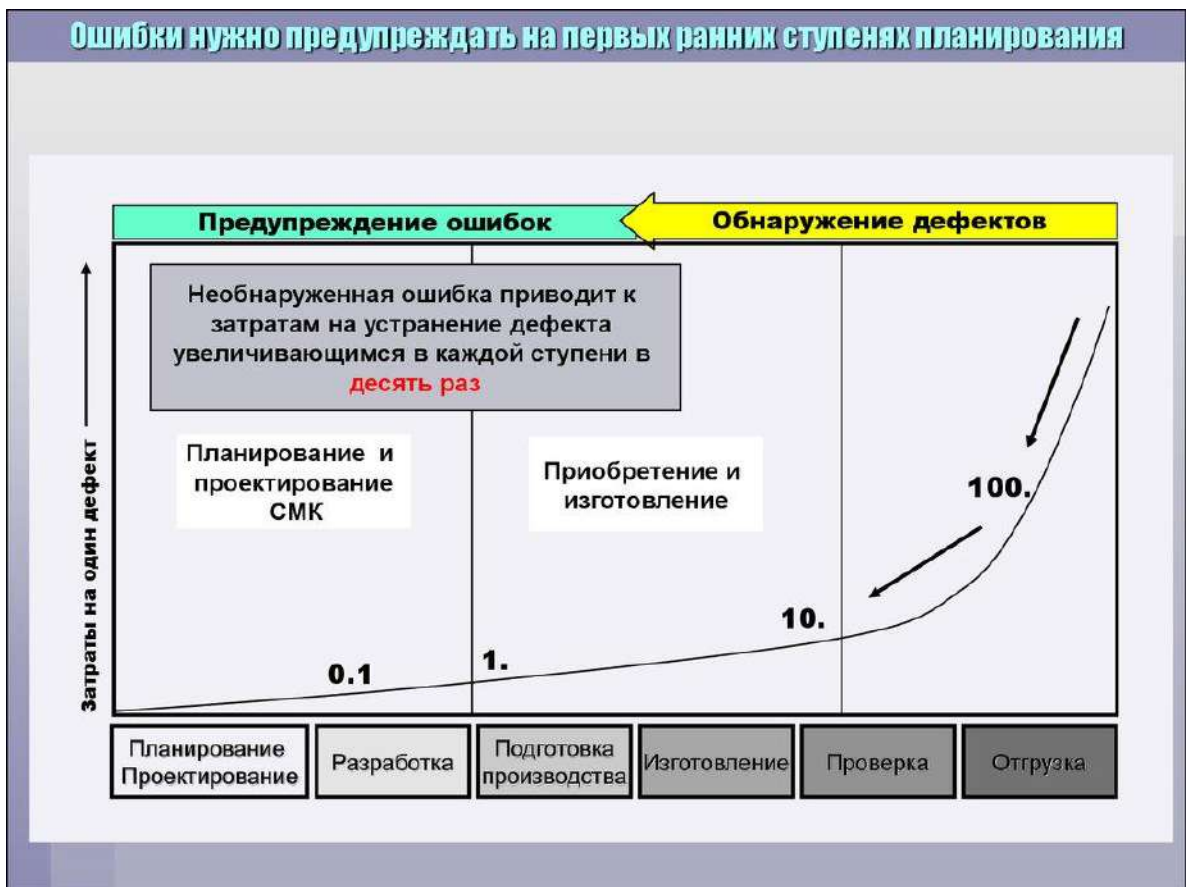 Ошибки нужно предупреждать на первых ранних ступенях планирования
Предупреждение ошибок
Обнаружение дефектов
Необнаруженная ошибка приводит к
затратам на устранение дефекта
увеличивающимся в каждой ступени в
десять раз
Затраты на один дефект
Планирование и
проектирование
СМК
Приобретение и
изготовление
0.1
1.
10.
100.
Планирование
Проектирование
Разработка
Подготовка
производства
Изготовление
Проверка
Отгрузка